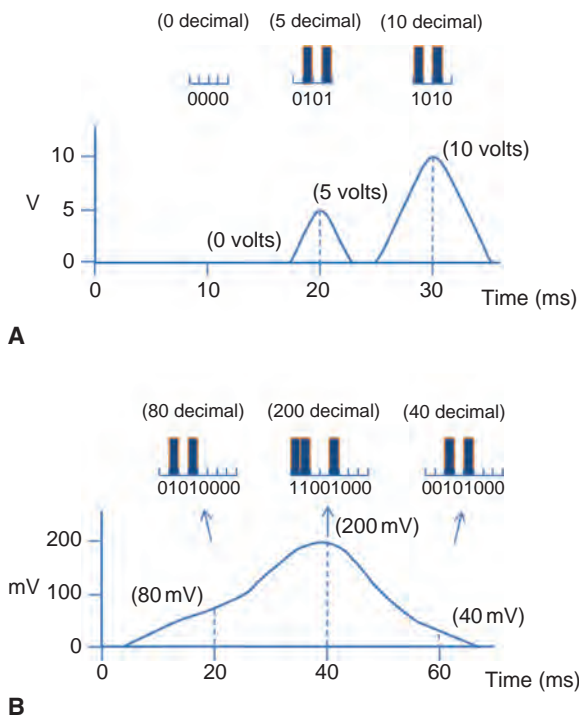 (0 decimal) (5 decimal) (10 decimal)
0000 0101 1010
10
(10 volts)
V
5
(5 volts)
(0 volts)
0
0 10 20 30
Time (ms)
A
(80 decimal) (200 decimal) (40 decimal)
01010000 11001000 00101000
200
(200 mV)
mV 100
(80 mV)
(40 mV)
0
0 20 40 60
Time (ms)
B